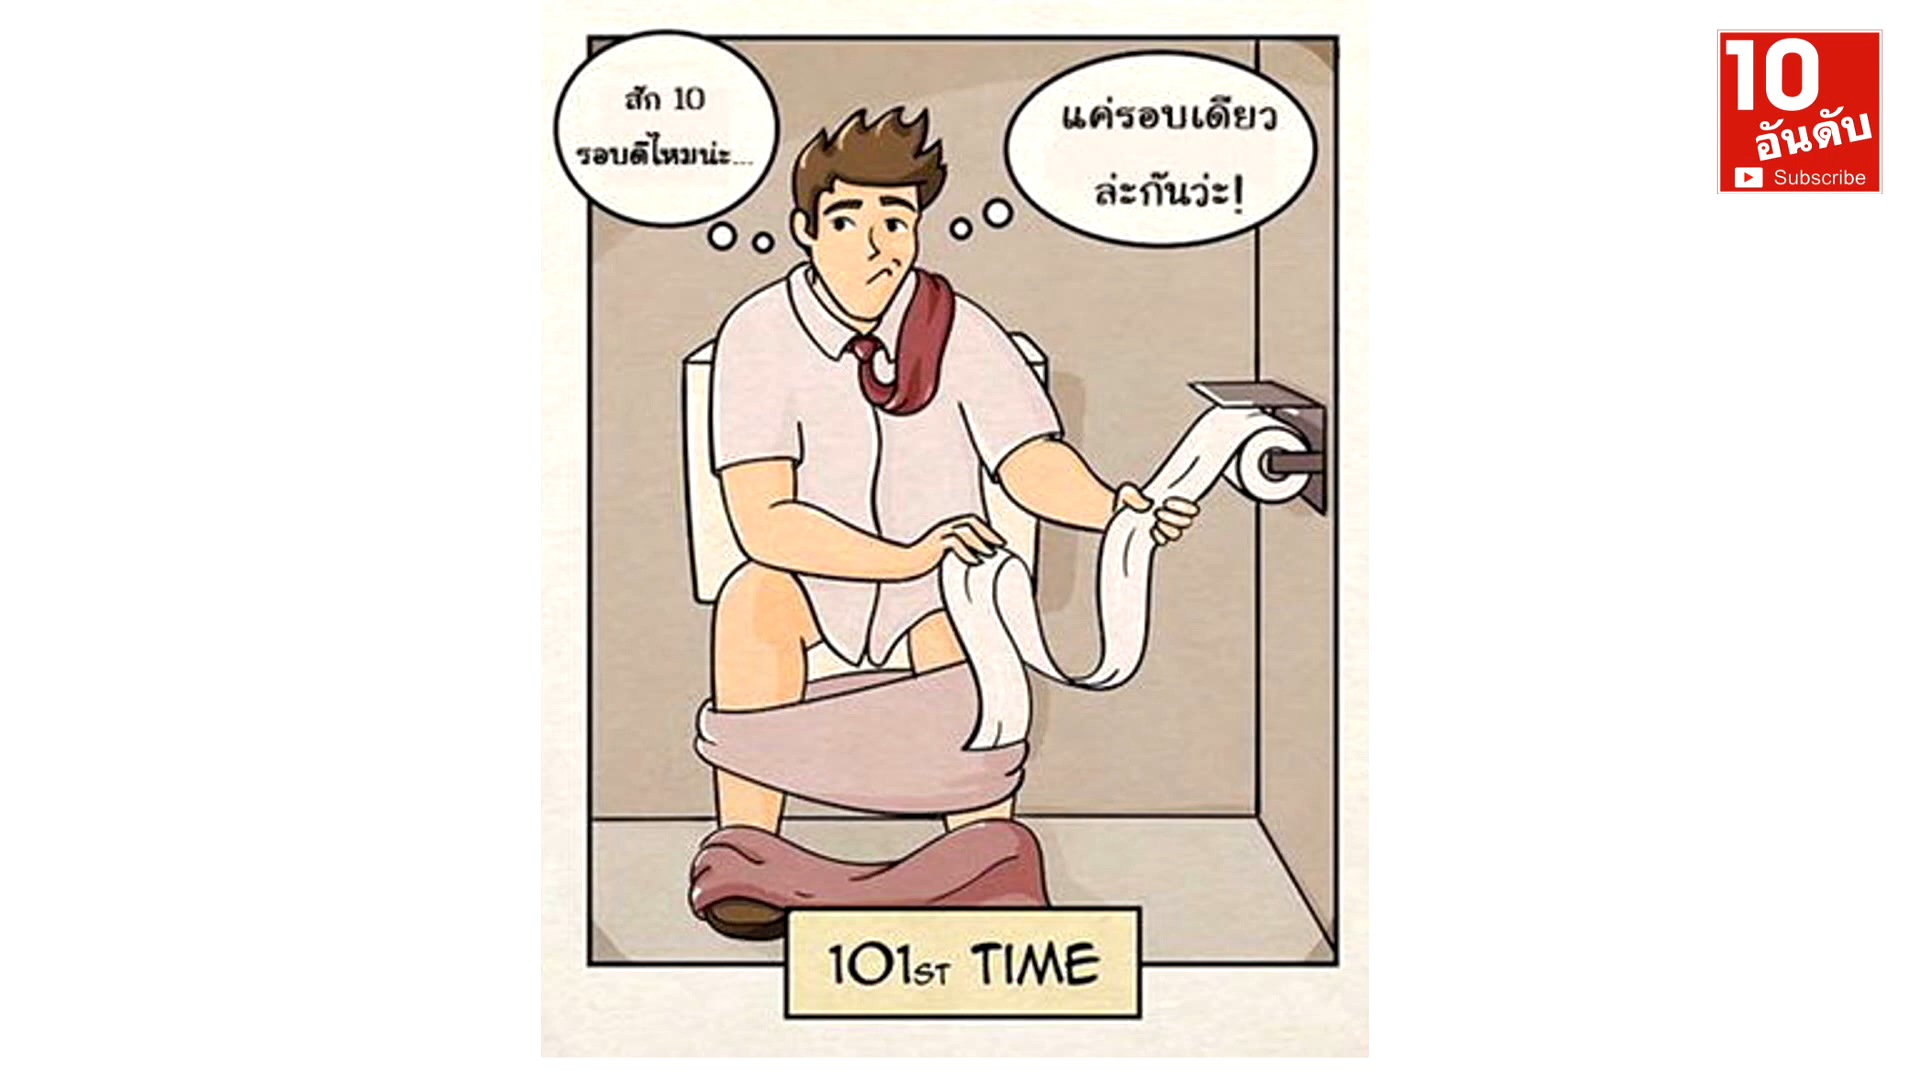 สัก 10
รอบดีไหมน่ะ...
แค่รอบเดียว
ล่ะกันว่ะ!
101ST TIME
10
อันดับ
Subscribe